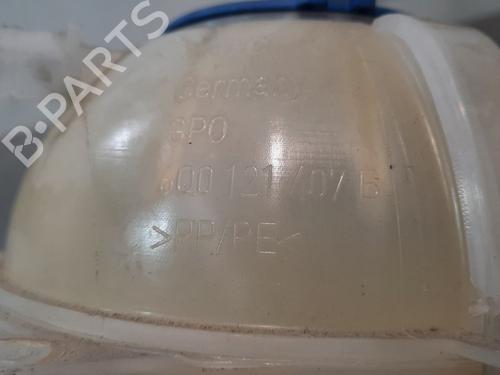 B-PARTS
Germany
GPO
6Q0 121 407 B
>PP/PE<